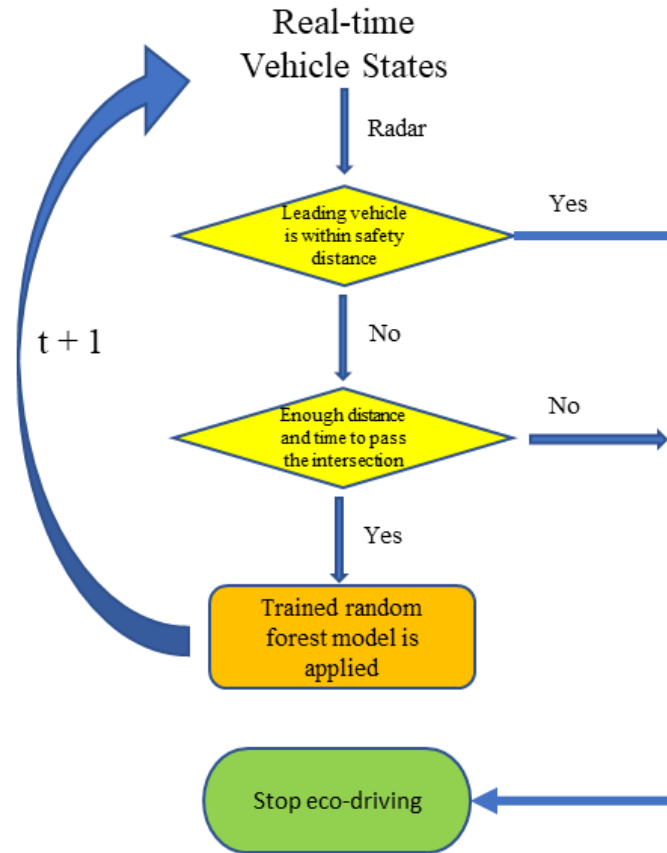 Real-time
Vehicle States
Radar
Leading vehicle
is within safety
distance
Yes
No
t + 1
Enough distance
and time to pass
the intersection
No
Yes
Trained random
forest model is
applied
Stop eco-driving